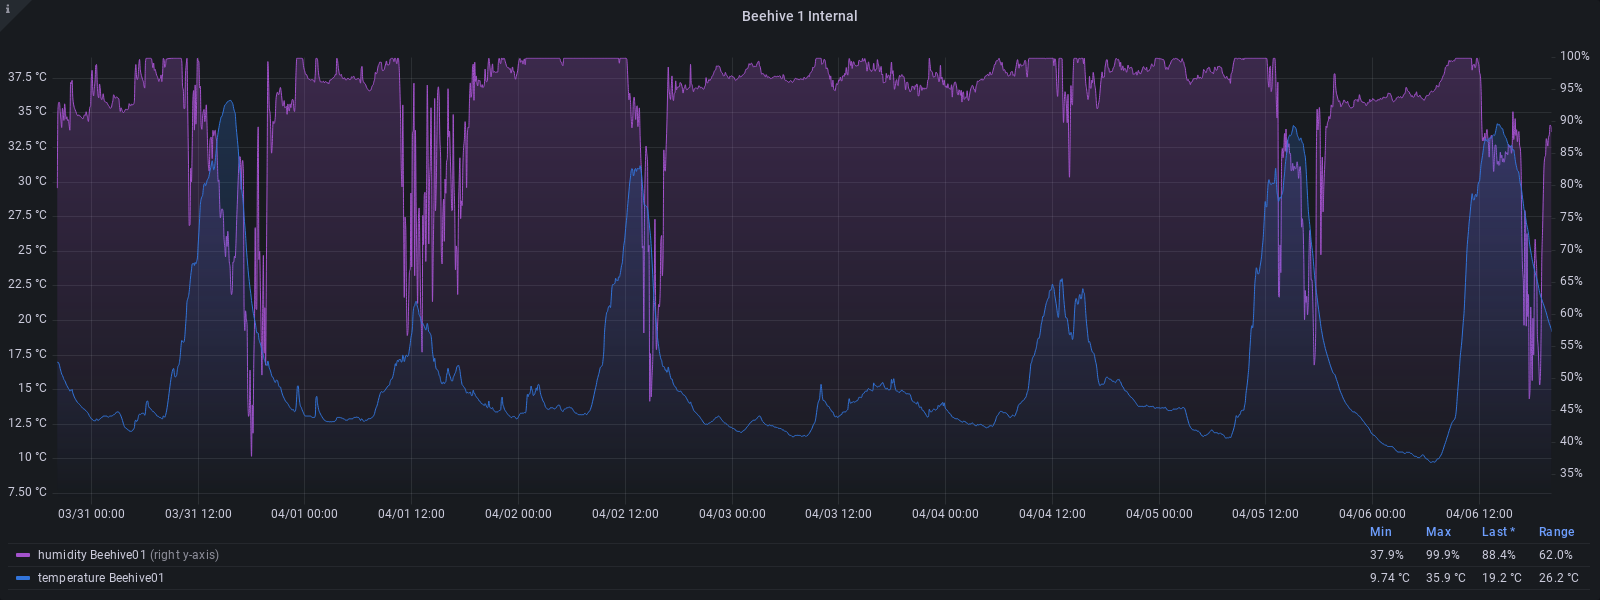 i
Beehive 1 Internal
37.5 °C
35 °C
32.5 °C
30 °C
27.5 °C
25 °C
22.5 °C
20 °C
17.5 °C
15 °C
12.5 °C
10 °C
7.50 °C
100%
95%
90%
85%
80%
75%
70%
65%
60%
55%
50%
45%
40%
35%
03/31 00:00 03/31 12:00 04/01 00:00 04/01 12:00 04/02 00:00 04/02 12:00 04/03 00:00 04/03 12:00 04/04 00:00 04/04 12:00 04/05 00:00 04/05 12:00 04/06 00:00 04/06 12:00
Min Max Last * Range
humidity Beehive01 (right y-axis) 37.9% 99.9% 88.4% 62.0%
temperature Beehive01 9.74 °C 35.9 °C 19.2 °C 26.2 °C